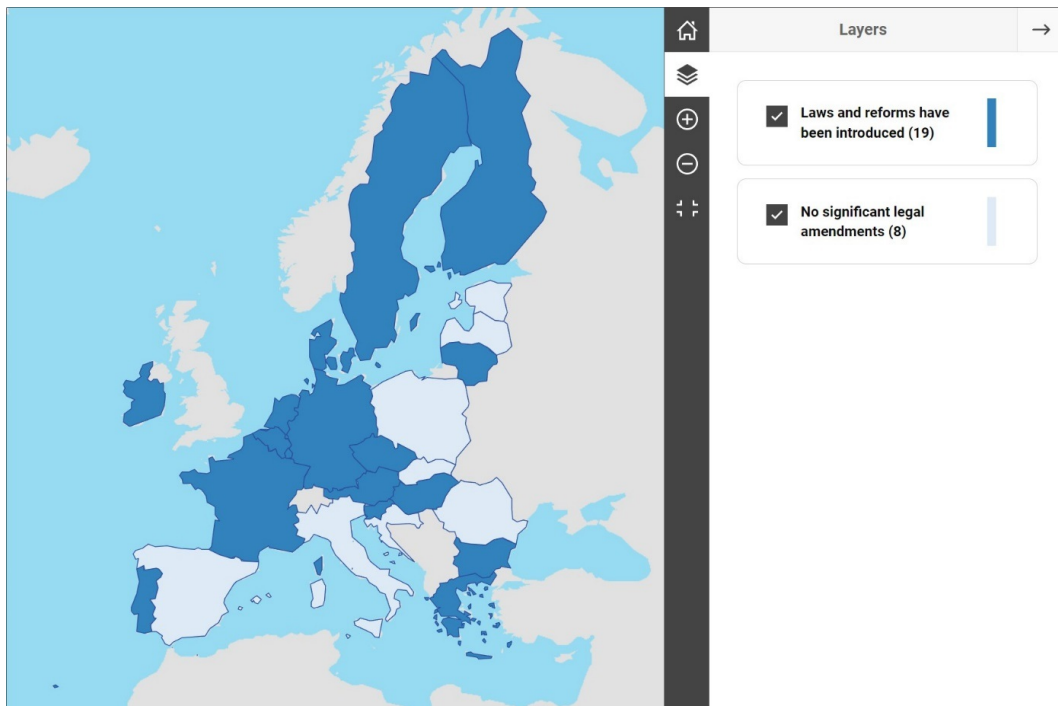 Layers
Laws and reforms have
been introduced (19)
No significant legal
amendments (8)